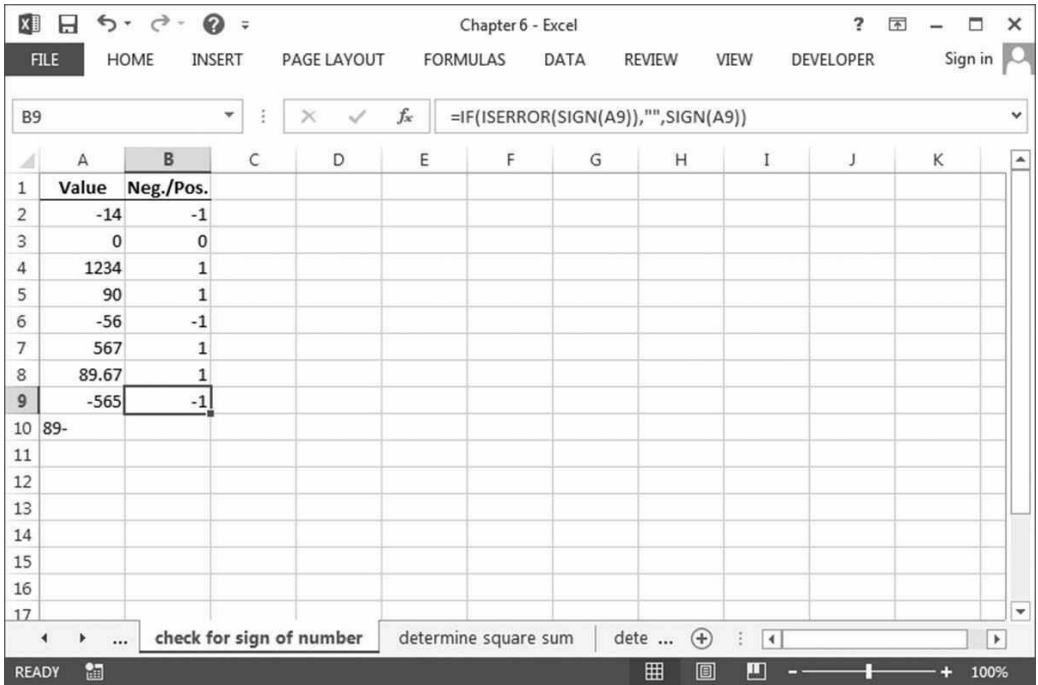 Chapter 6 - Excel ?
FILE HOME INSERT PAGE LAYOUT FORMULAS DATA REVIEW VIEW DEVELOPER Sign in
B9 fx =IF(ISERROR(SIGN(A9)),"",SIGN(A9))
A B C D E F G H I J K
1 Value Neg./Pos.
2 -14 -1
3 0 0
4 1234 1
5 90 1
6 -56 -1
7 567 1
8 89.67 1
9 -565 -1
10 89-
11
12
13
14
15
16
17
... check for sign of number determine square sum dete ...
READY 100%